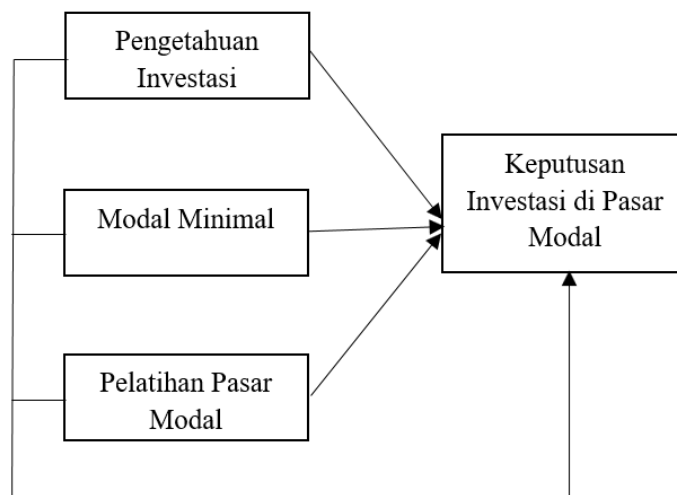 Pengetahuan
Investasi
Modal Minimal
Pelatihan Pasar
Modal
Keputusan
Investasi di Pasar
Modal